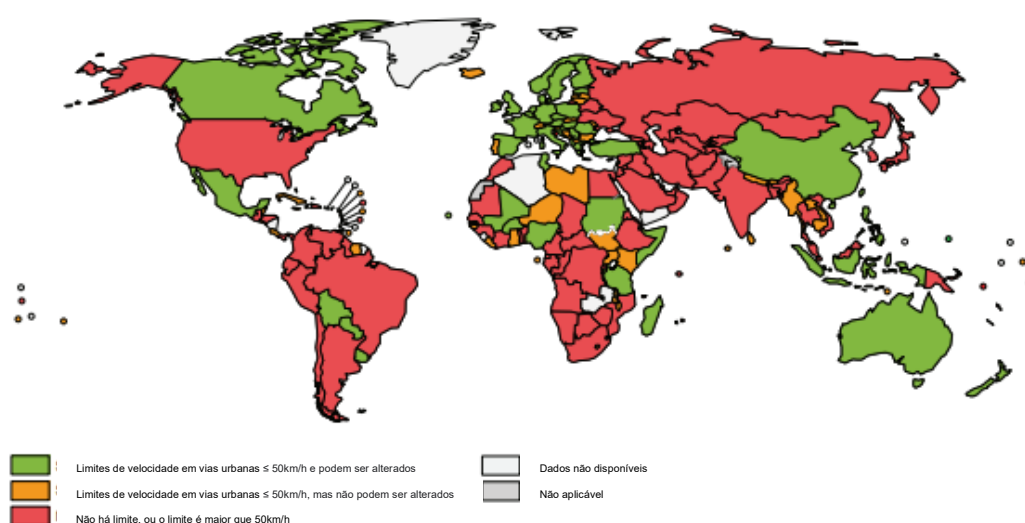 Limites de velocidade em vias urbanas ≤ 50km/h e podem ser alterados
Limites de velocidade em vias urbanas ≤ 50km/h, mas não podem ser alterados
Não há limite, ou o limite é maior que 50km/h
Dados não disponíveis
Não aplicável